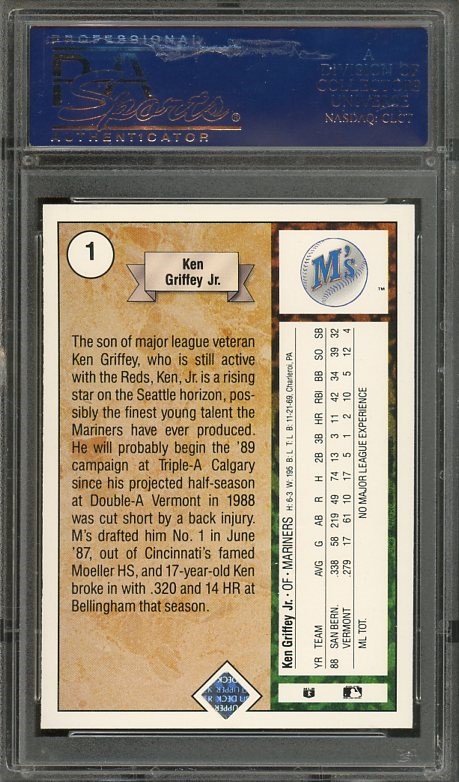 PROFESSIONAL
PSA
Sports®
AUTHENTICATOR
A
DIVISION OF
COLLECTORS
UNIVERSE
NASDAQ: CLCT
1
Ken
Griffey Jr.
The son of major league veteran
Ken Griffey, who is still active
with the Reds, Ken, Jr. is a rising
star on the Seattle horizon, pos-
sibly the finest young talent the
Mariners have ever produced.
He will probably begin the '89
campaign at Triple-A Calgary
since his projected half-season
at Double-A Vermont in 1988
was cut short by a back injury.
M's drafted him No. 1 in June
'87, out of Cincinnati's famed
Moeller HS, and 17-year-old Ken
broke in with .320 and 14 HR at
Bellingham that season.
M's
™
Ken Griffey Jr. • OF • MARINERS H: 6-3 W: 195 B: L T: L B: 11-21-69, Charleroi, PA
YR TEAM AVG G AB R H 2B 3B HR RBI BB SO SB
88 SAN BERN. .338 58 219 49 74 13 3 11 42 34 39 32
VERMONT .279 17 61 10 17 5 1 2 10 5 12 4
ML TOT. NO MAJOR LEAGUE EXPERIENCE
UPPER
DECK